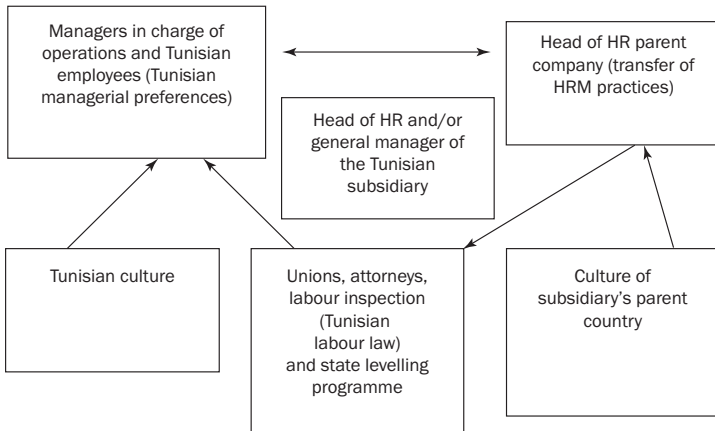 Managers in charge of
operations and Tunisian
employees (Tunisian
managerial preferences)
Head of HR parent
company (transfer of
HRM practices)
Head of HR and/or
general manager of
the Tunisian
subsidiary
Tunisian culture
Unions, attorneys,
labour inspection
(Tunisian
labour law)
and state levelling
programme
Culture of
subsidiary’s parent
country